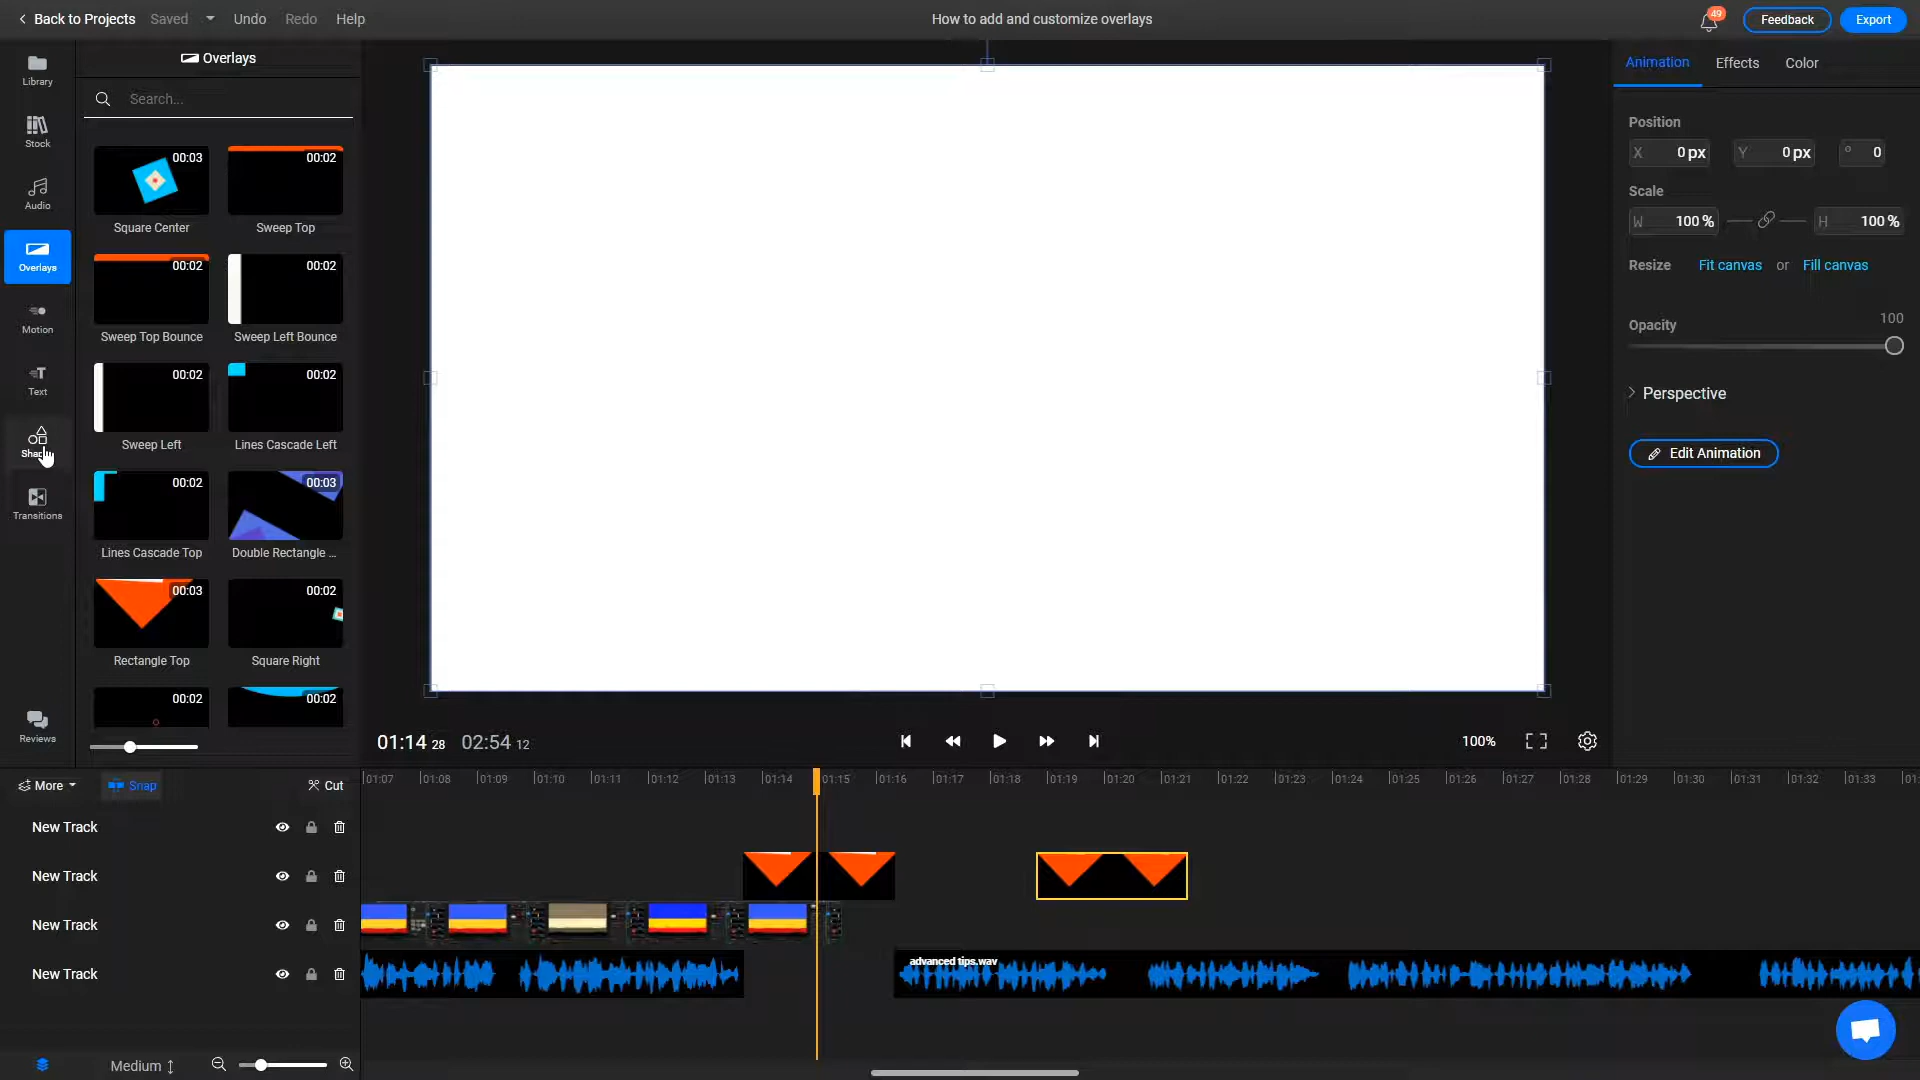 Back to Projects Saved Undo Redo Help How to add and customize overlays 49 Feedback Export
Library
Stock
Audio
Overlays
Motion
Text
Transitions
Reviews
Overlays
Search...
00:03 00:02
Square Center Sweep Top
00:02 00:02
Sweep Top Bounce Sweep Left Bounce
00:02 00:02
Sweep Left Lines Cascade Left
00:02 00:03
Lines Cascade Top Double Rectangle ...
00:03 00:02
Rectangle Top Square Right
00:02 00:02
Animation Effects Color
Position
X 0 px Y 0 px ° 0
Scale
W 100 % H 100 %
Resize Fit canvas or Fill canvas
Opacity 100
Perspective
Edit Animation
01:14 28 02:54 12 100%
More Snap Cut
01:07 01:08 01:09 01:10 01:11 01:12 01:13 01:14 01:15 01:16 01:17 01:18 01:19 01:20 01:21 01:22 01:23 01:24 01:25 01:26 01:27 01:28 01:29 01:30 01:31 01:32 01:33
New Track
New Track
New Track
New Track
advanced tips.wav
Medium